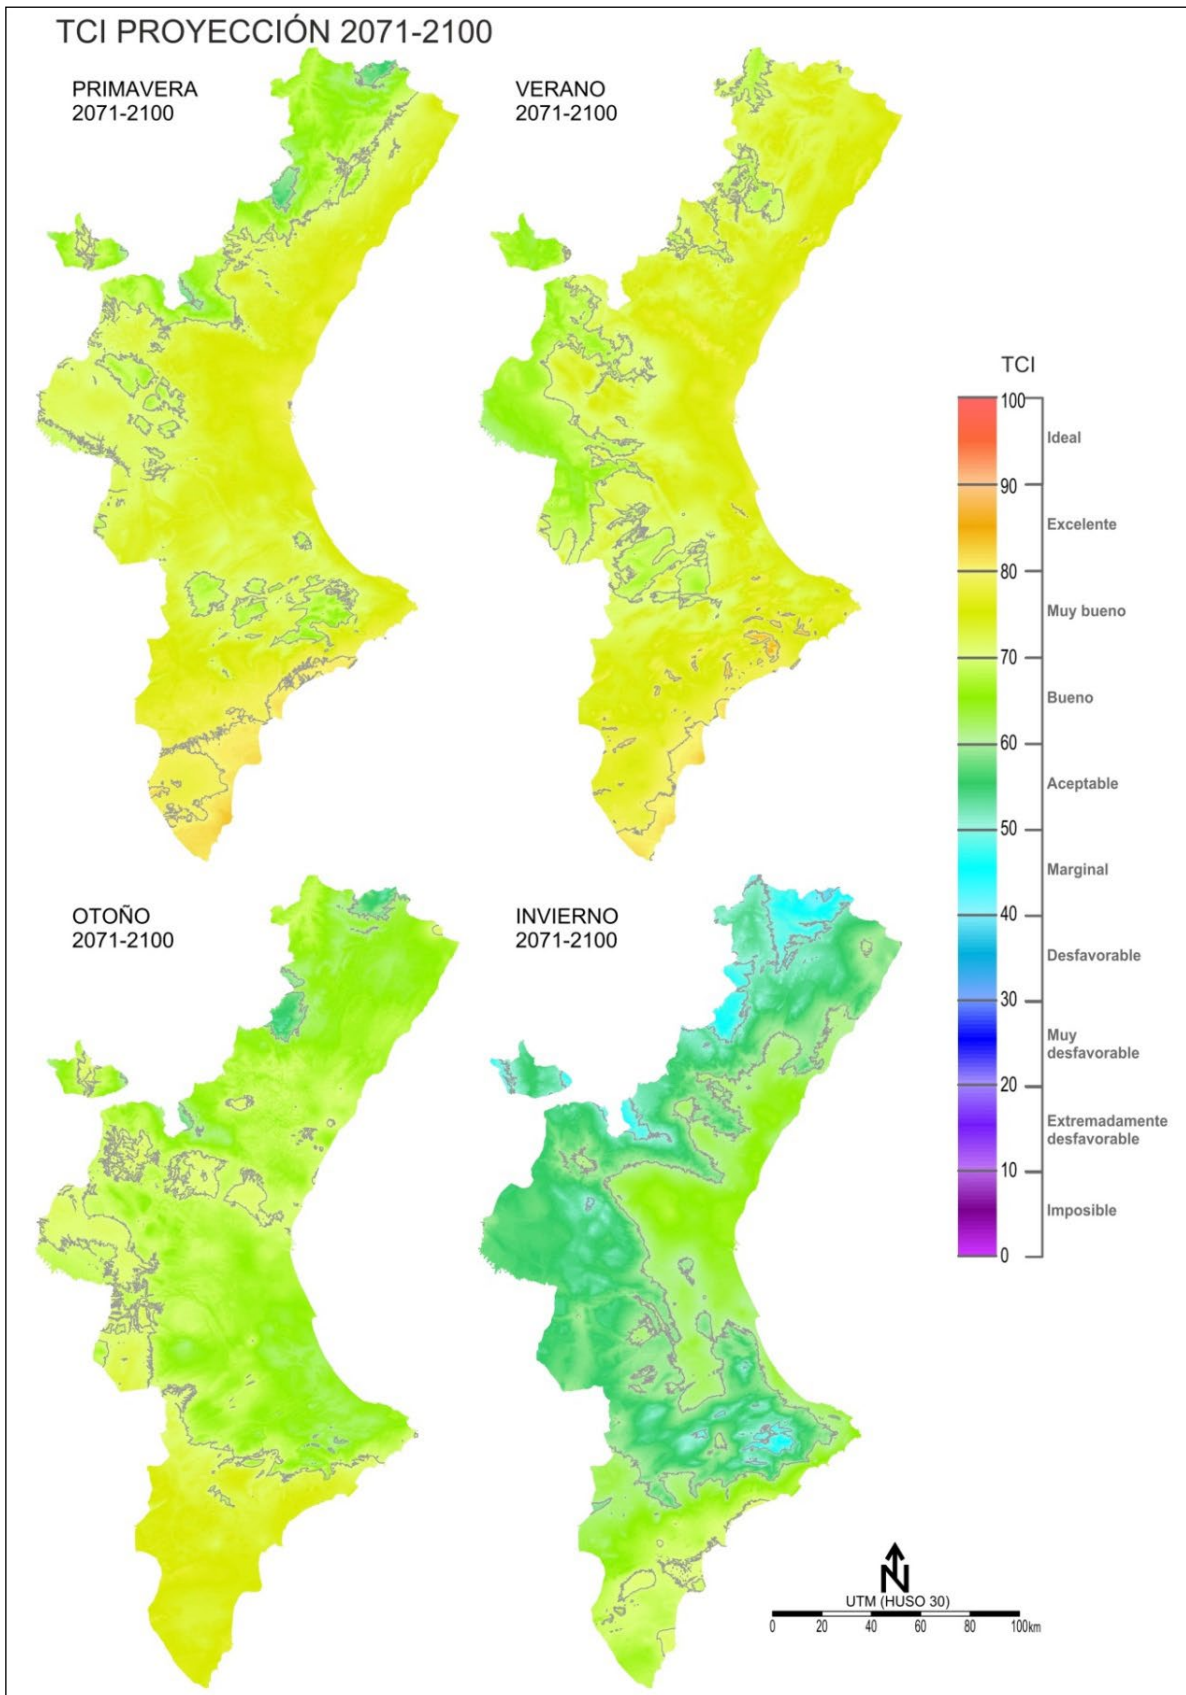 TCI PROYECCIÓN 2071-2100
PRIMAVERA
2071-2100
VERANO
2071-2100
TCI
100
Ideal
90
Excelente
80
Muy bueno
70
Bueno
60
Aceptable
50
Marginal
40
Desfavorable
30
Muy
desfavorable
20
Extremadamente
desfavorable
10
Imposible
0
OTOÑO
2071-2100
INVIERNO
2071-2100
N
UTM (HUSO 30)
0 20 40 60 80 100km